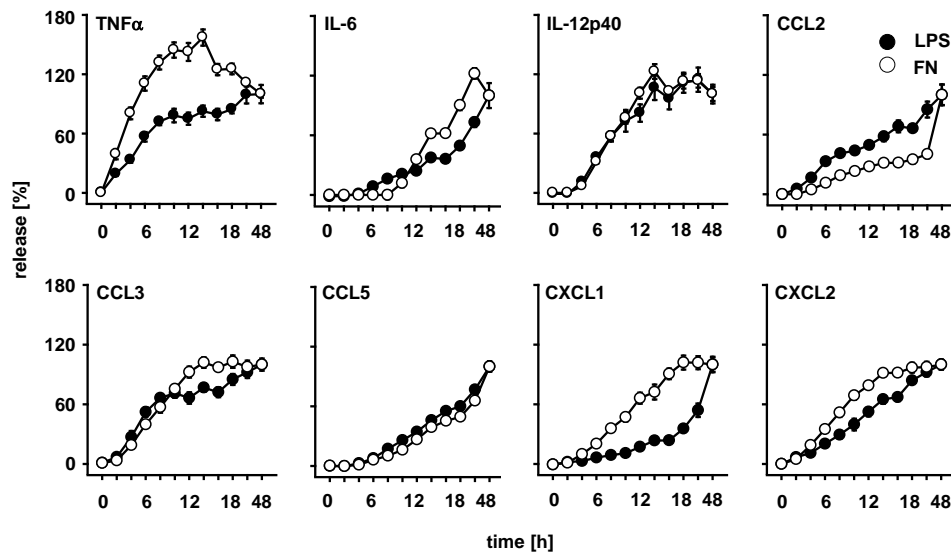 TNFα
IL-6
IL-12p40
CCL2
LPS
FN
180
120
60
0
0 6 12 18 48
0 6 12 18 48
0 6 12 18 48
0 6 12 18 48
release [%]
CCL3
CCL5
CXCL1
CXCL2
120
60
0
0 6 12 18 48
0 6 12 18 48
0 6 12 18 48
0 6 12 18 48
time [h]